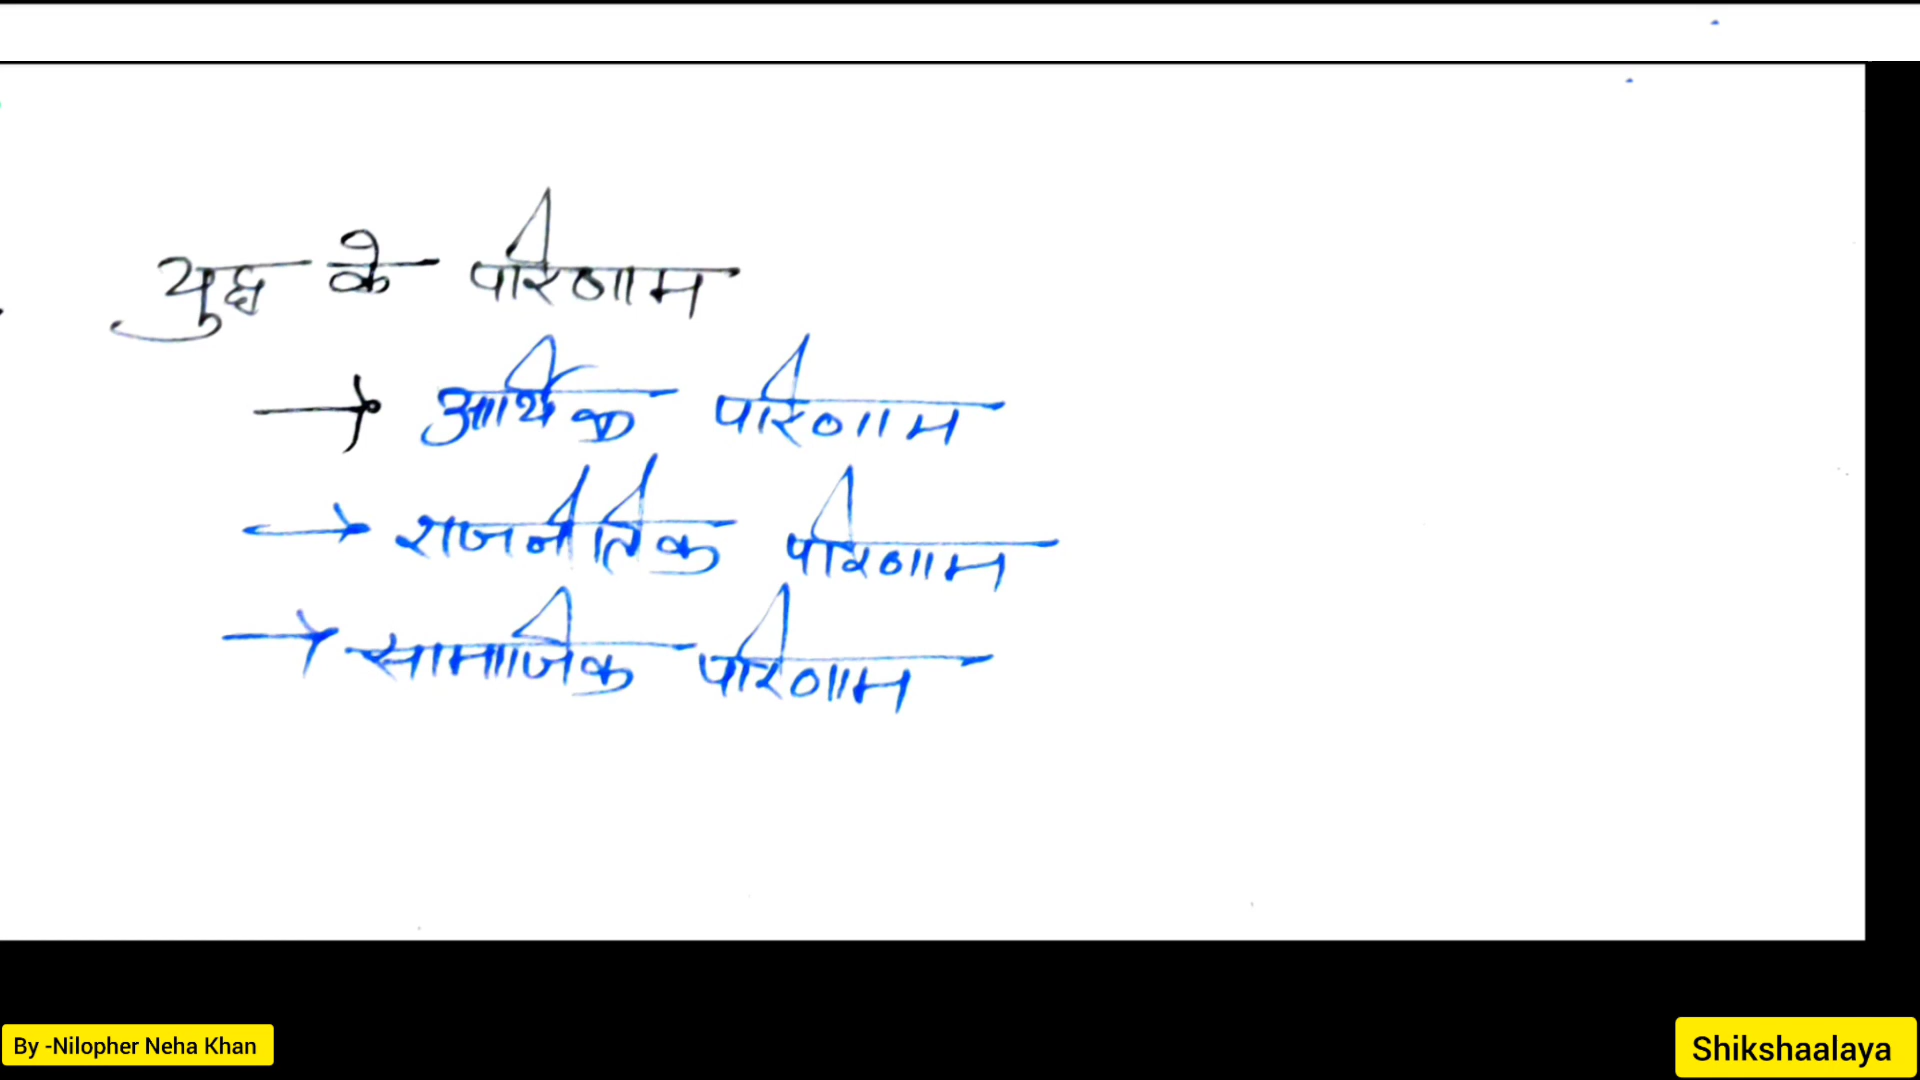 युद्ध के परिणाम
→ आर्थिक परिणाम
→ राजनीतिक परिणाम
→ सामाजिक परिणाम
By -Nilopher Neha Khan
Shikshaalaya